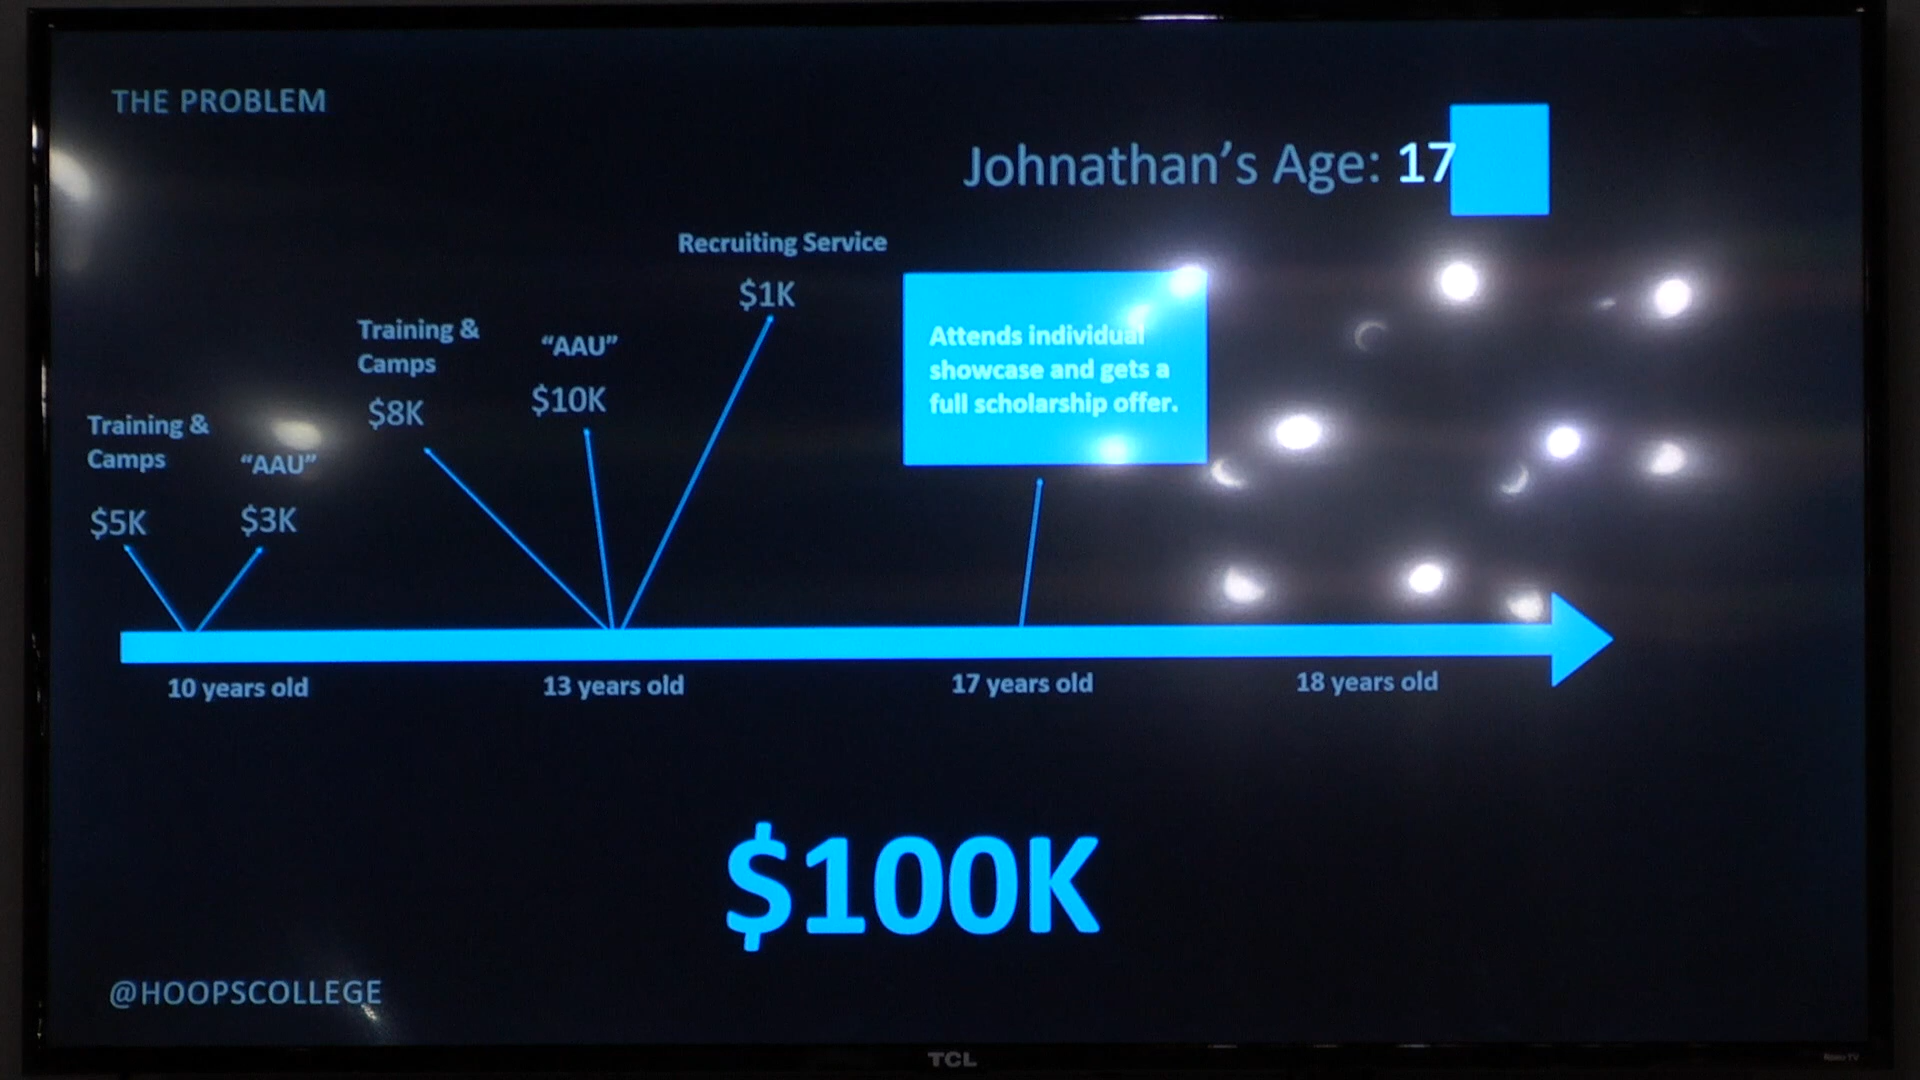 THE PROBLEM
Johnathan's Age: 17
Recruiting Service
$1K
Training &
Camps
$8K
“AAU”
$10K
Attends individual
showcase and gets a
full scholarship offer.
Training &
Camps
$5K
“AAU”
$3K
10 years old
13 years old
17 years old
18 years old
$100K
@HOOPSCOLLEGE
TCL
Roku TV